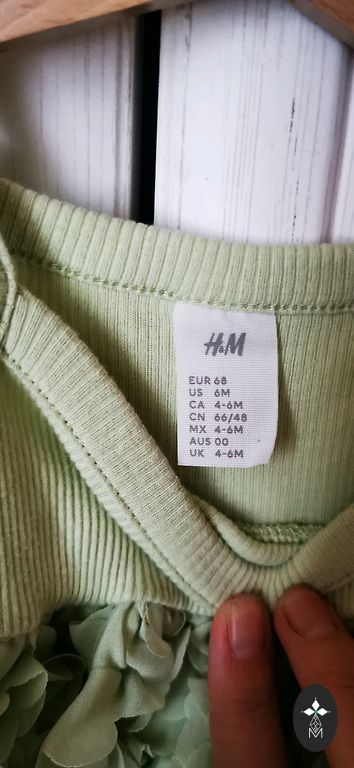 H&M
EUR 68
US 6M
CA 4-6M
CN 66/48
MX 4-6M
AUS 00
UK 4-6M
M